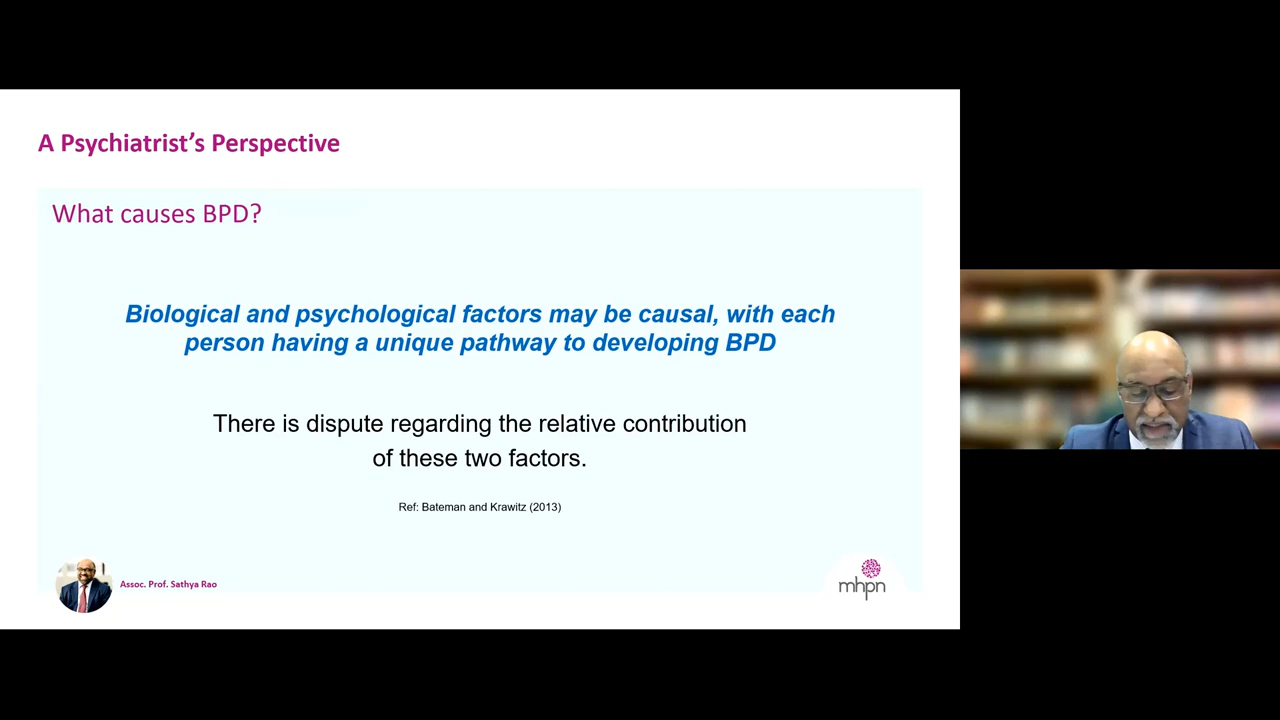 A Psychiatrist’s Perspective
What causes BPD?
Biological and psychological factors may be causal, with each
person having a unique pathway to developing BPD
There is dispute regarding the relative contribution
of these two factors.
Ref: Bateman and Krawitz (2013)
Assoc. Prof. Sathya Rao
mhpn